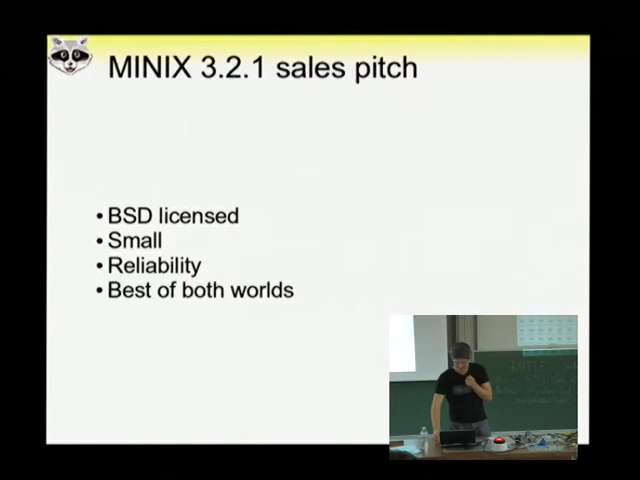 MINIX 3.2.1 sales pitch
• BSD licensed
• Small
• Reliability
• Best of both worlds